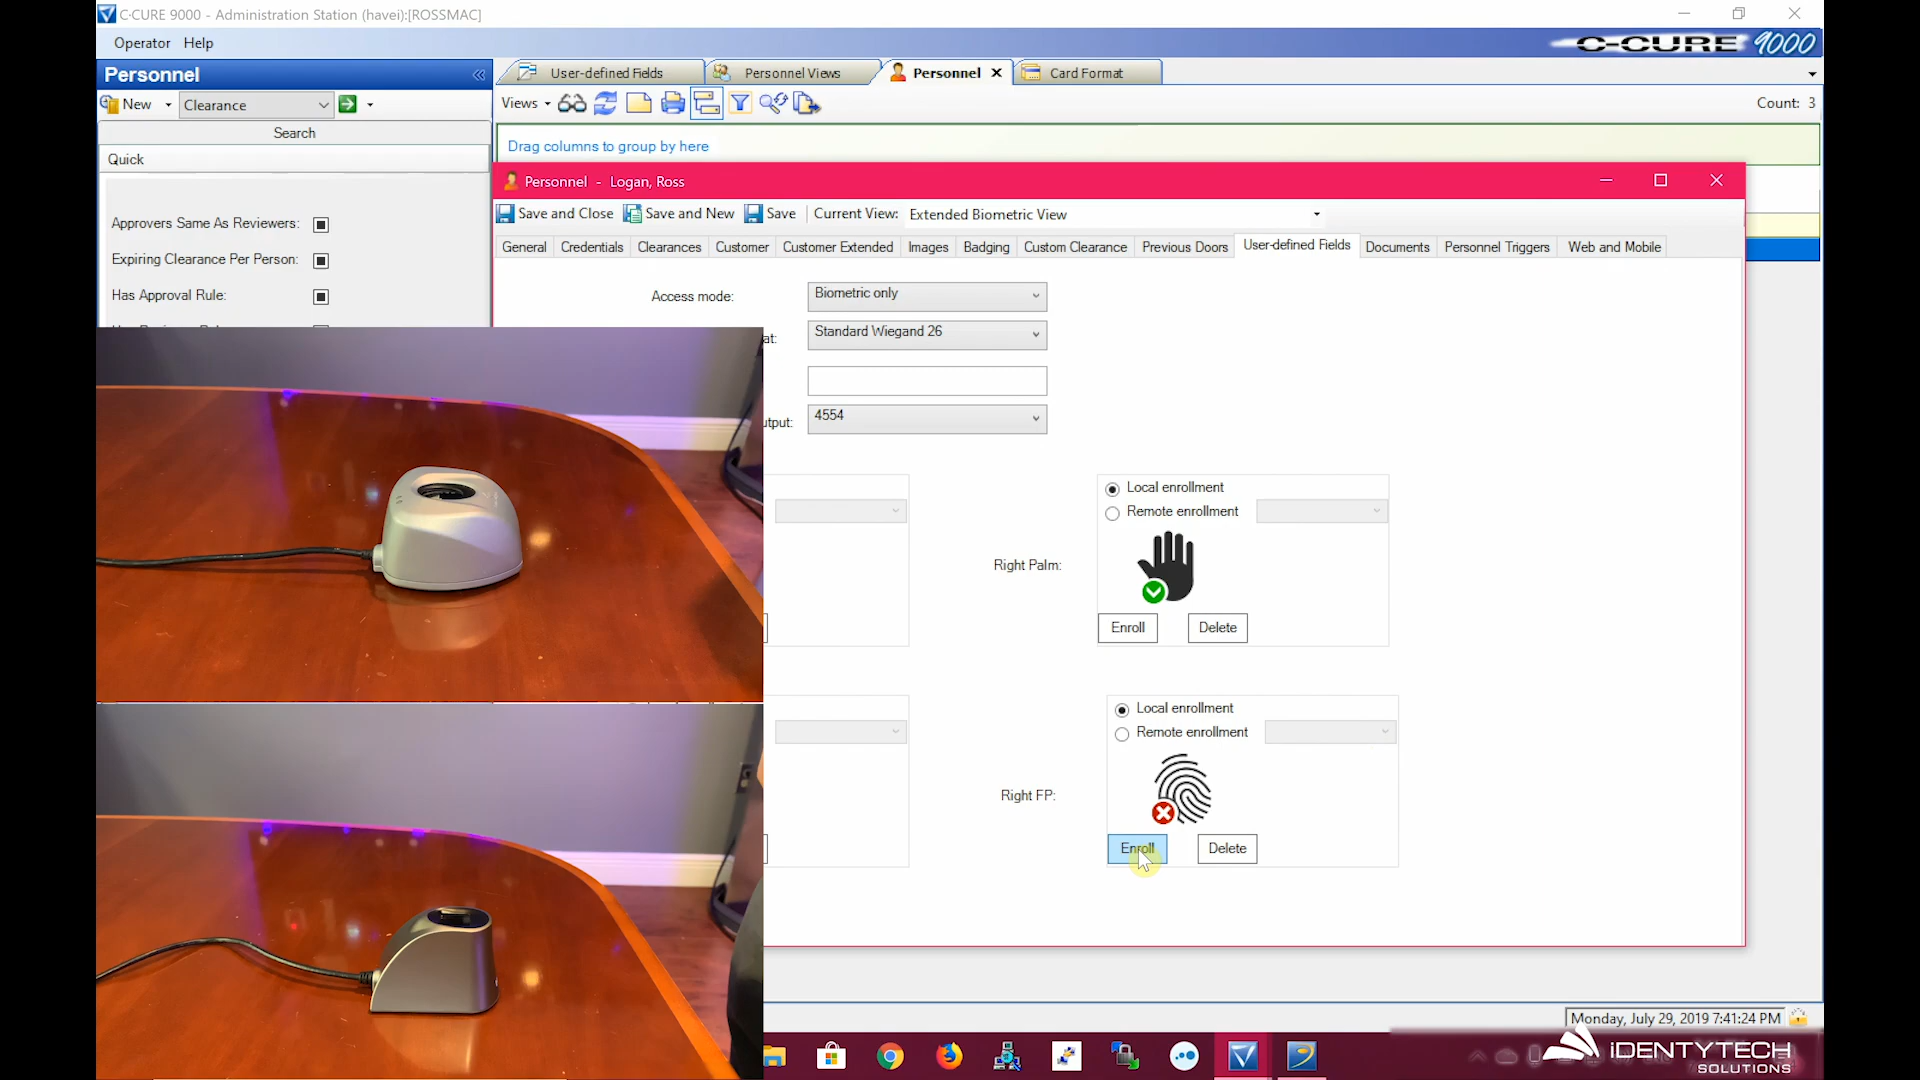 C·CURE 9000 - Administration Station (havei):[ROSSMAC]
Operator Help
C·CURE 9000
Personnel
User-defined Fields
Personnel Views
Personnel
Card Format
New
Clearance
Views
Count: 3
Search
Quick
Drag columns to group by here
Personnel - Logan, Ross
Approvers Same As Reviewers:
Save and Close Save and New Save Current View: Extended Biometric View
General Credentials Clearances Customer Customer Extended Images Badging Custom Clearance Previous Doors User-defined Fields Documents Personnel Triggers Web and Mobile
Expiring Clearance Per Person:
Has Approval Rule:
Access mode: Biometric only
at: Standard Wiegand 26
utput: 4554
Local enrollment
Remote enrollment
Right Palm:
Enroll Delete
Local enrollment
Remote enrollment
Right FP:
Enroll Delete
Monday, July 29, 2019 7:41:24 PM
IDENTYTECH
SOLUTIONS